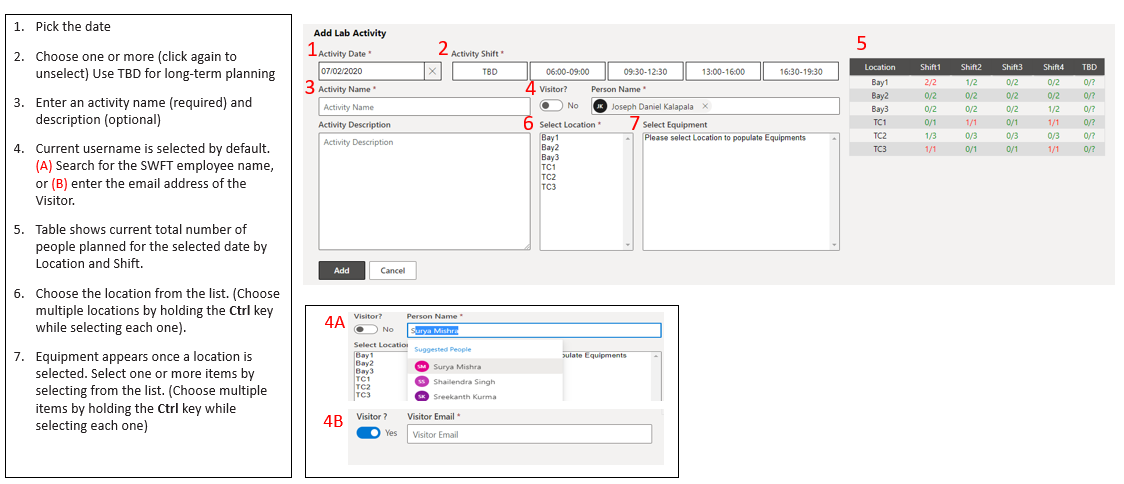 1. Pick the date
2. Choose one or more (click again to
unselect) Use TBD for long-term planning
3. Enter an activity name (required) and
description (optional)
4. Current username is selected by default.
(A) Search for the SWFT employee name,
or (B) enter the email address of the
Visitor.
5. Table shows current total number of
people planned for the selected date by
Location and Shift.
6. Choose the location from the list. (Choose
multiple locations by holding the Ctrl key
while selecting each one).
7. Equipment appears once a location is
selected. Select one or more items by
selecting from the list. (Choose multiple
items by holding the Ctrl key while
selecting each one)
Add Lab Activity
1 Activity Date * 2 Activity Shift *
07/02/2020 TBD 06:00-09:00 09:30-12:30 13:00-16:00 16:30-19:30
3 Activity Name * 4 Visitor? Person Name *
Activity Name No JK Joseph Daniel Kalapala ×
Activity Description 6 Select Location * 7 Select Equipment
Activity Description
Bay1
Bay2
Bay3
TC1
TC2
TC3
Please select Location to populate Equipments
Add Cancel
5
Location Shift1 Shift2 Shift3 Shift4 TBD
Bay1 2/2 1/2 0/2 0/2 0/?
Bay2 0/2 0/2 0/2 0/2 0/?
Bay3 0/2 0/2 0/2 1/2 0/?
TC1 0/1 1/1 0/1 1/1 0/?
TC2 1/3 0/3 0/3 0/3 0/?
TC3 1/1 0/1 0/1 1/1 0/?
4A Visitor? Person Name *
No Surya Mishra
Select Location
Bay1
Bay2
Bay3
TC1
TC2
TC3
pulate Equipments
Suggested People
SM Surya Mishra
SS Shailendra Singh
SK Sreekanth Kurma
4B Visitor ? Visitor Email *
Yes Visitor Email